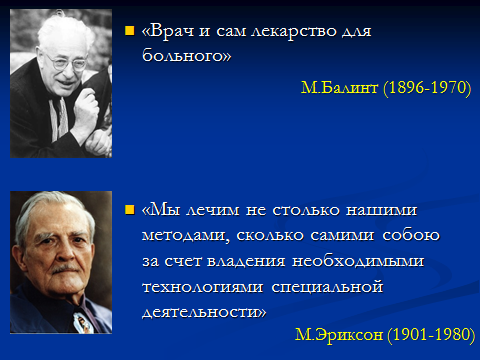 «Врач и сам лекарство для
больного»
М.Балинт (1896-1970)
«Мы лечим не столько нашими
методами, сколько самими собою
за счет владения необходимыми
технологиями специальной
деятельности»
М.Эриксон (1901-1980)